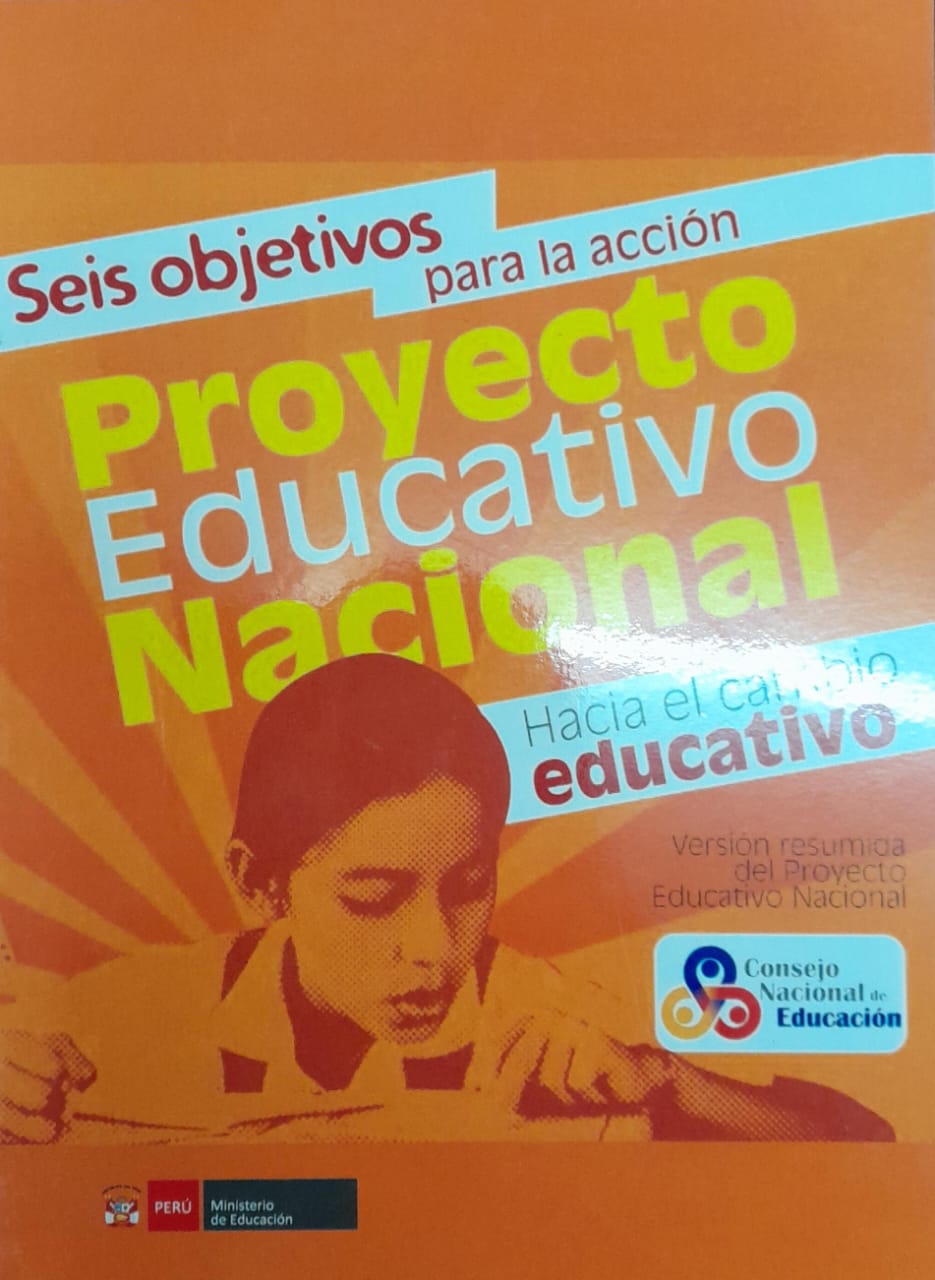 Seis objetivos
para la acción
Proyecto
Educativo
Nacional
Hacia el cambio
educativo
Versión resumida
del Proyecto
Educativo Nacional
Consejo
Nacional de
Educación
PERÚ
Ministerio
de Educación